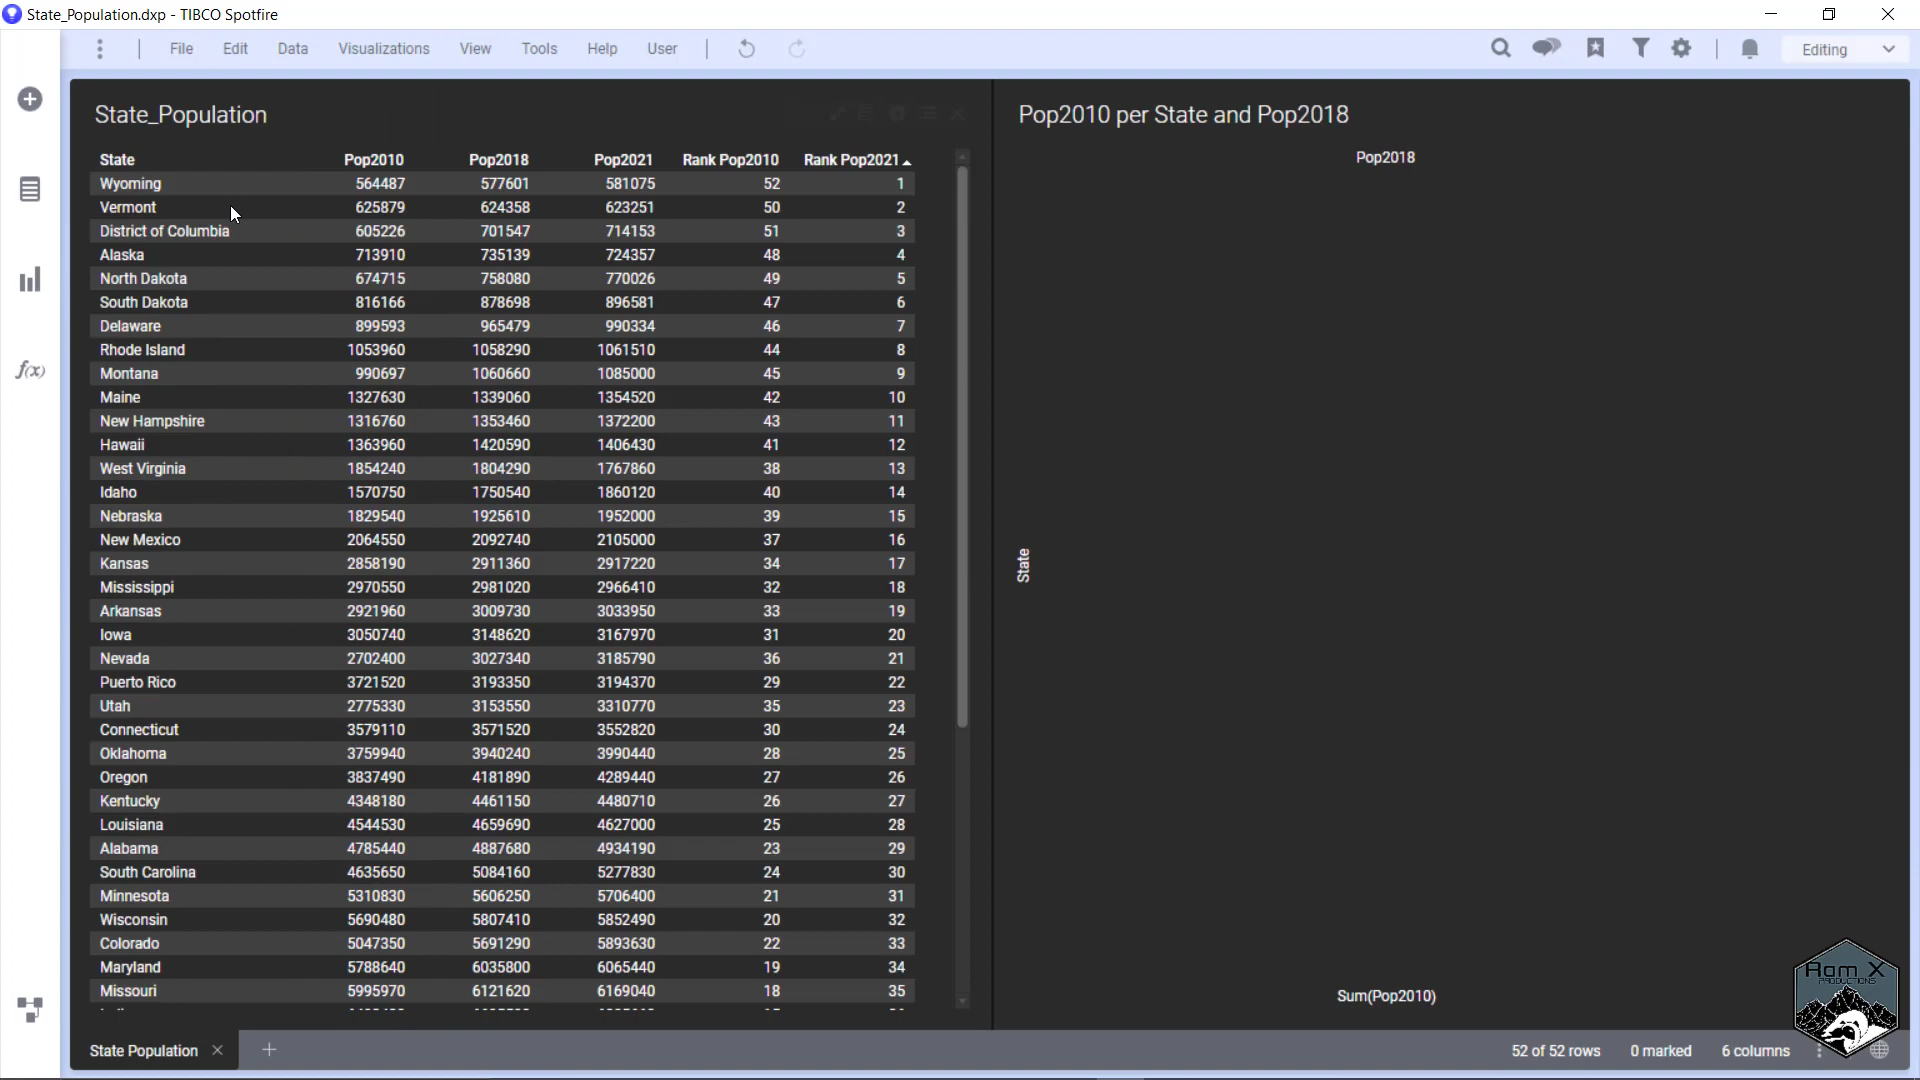 State_Population.dxp - TIBCO Spotfire
File Edit Data Visualizations View Tools Help User Editing
State_Population
State Pop2010 Pop2018 Pop2021 Rank Pop2010 Rank Pop2021
Wyoming 564487 577601 581075 52 1
Vermont 625879 624358 623251 50 2
District of Columbia 605226 701547 714153 51 3
Alaska 713910 735139 724357 48 4
North Dakota 674715 758080 770026 49 5
South Dakota 816166 878698 896581 47 6
Delaware 899593 965479 990334 46 7
Rhode Island 1053960 1058290 1061510 44 8
Montana 990697 1060660 1085000 45 9
Maine 1327630 1339060 1354520 42 10
New Hampshire 1316760 1353460 1372200 43 11
Hawaii 1363960 1420590 1406430 41 12
West Virginia 1854240 1804290 1767860 38 13
Idaho 1570750 1750540 1860120 40 14
Nebraska 1829540 1925610 1952000 39 15
New Mexico 2064550 2092740 2105000 37 16
Kansas 2858190 2911360 2917220 34 17
Mississippi 2970550 2981020 2966410 32 18
Arkansas 2921960 3009730 3033950 33 19
Iowa 3050740 3148620 3167970 31 20
Nevada 2702400 3027340 3185790 36 21
Puerto Rico 3721520 3193350 3194370 29 22
Utah 2775330 3153550 3310770 35 23
Connecticut 3579110 3571520 3552820 30 24
Oklahoma 3759940 3940240 3990440 28 25
Oregon 3837490 4181890 4289440 27 26
Kentucky 4348180 4461150 4480710 26 27
Louisiana 4544530 4659690 4627000 25 28
Alabama 4785440 4887680 4934190 23 29
South Carolina 4635650 5084160 5277830 24 30
Minnesota 5310830 5606250 5706400 21 31
Wisconsin 5690480 5807410 5852490 20 32
Colorado 5047350 5691290 5893630 22 33
Maryland 5788640 6035800 6065440 19 34
Missouri 5995970 6121620 6169040 18 35
Pop2010 per State and Pop2018
Pop2018
State
Sum(Pop2010)
f(x)
Ram X
PRODUCTIONS
State Population
52 of 52 rows 0 marked 6 columns